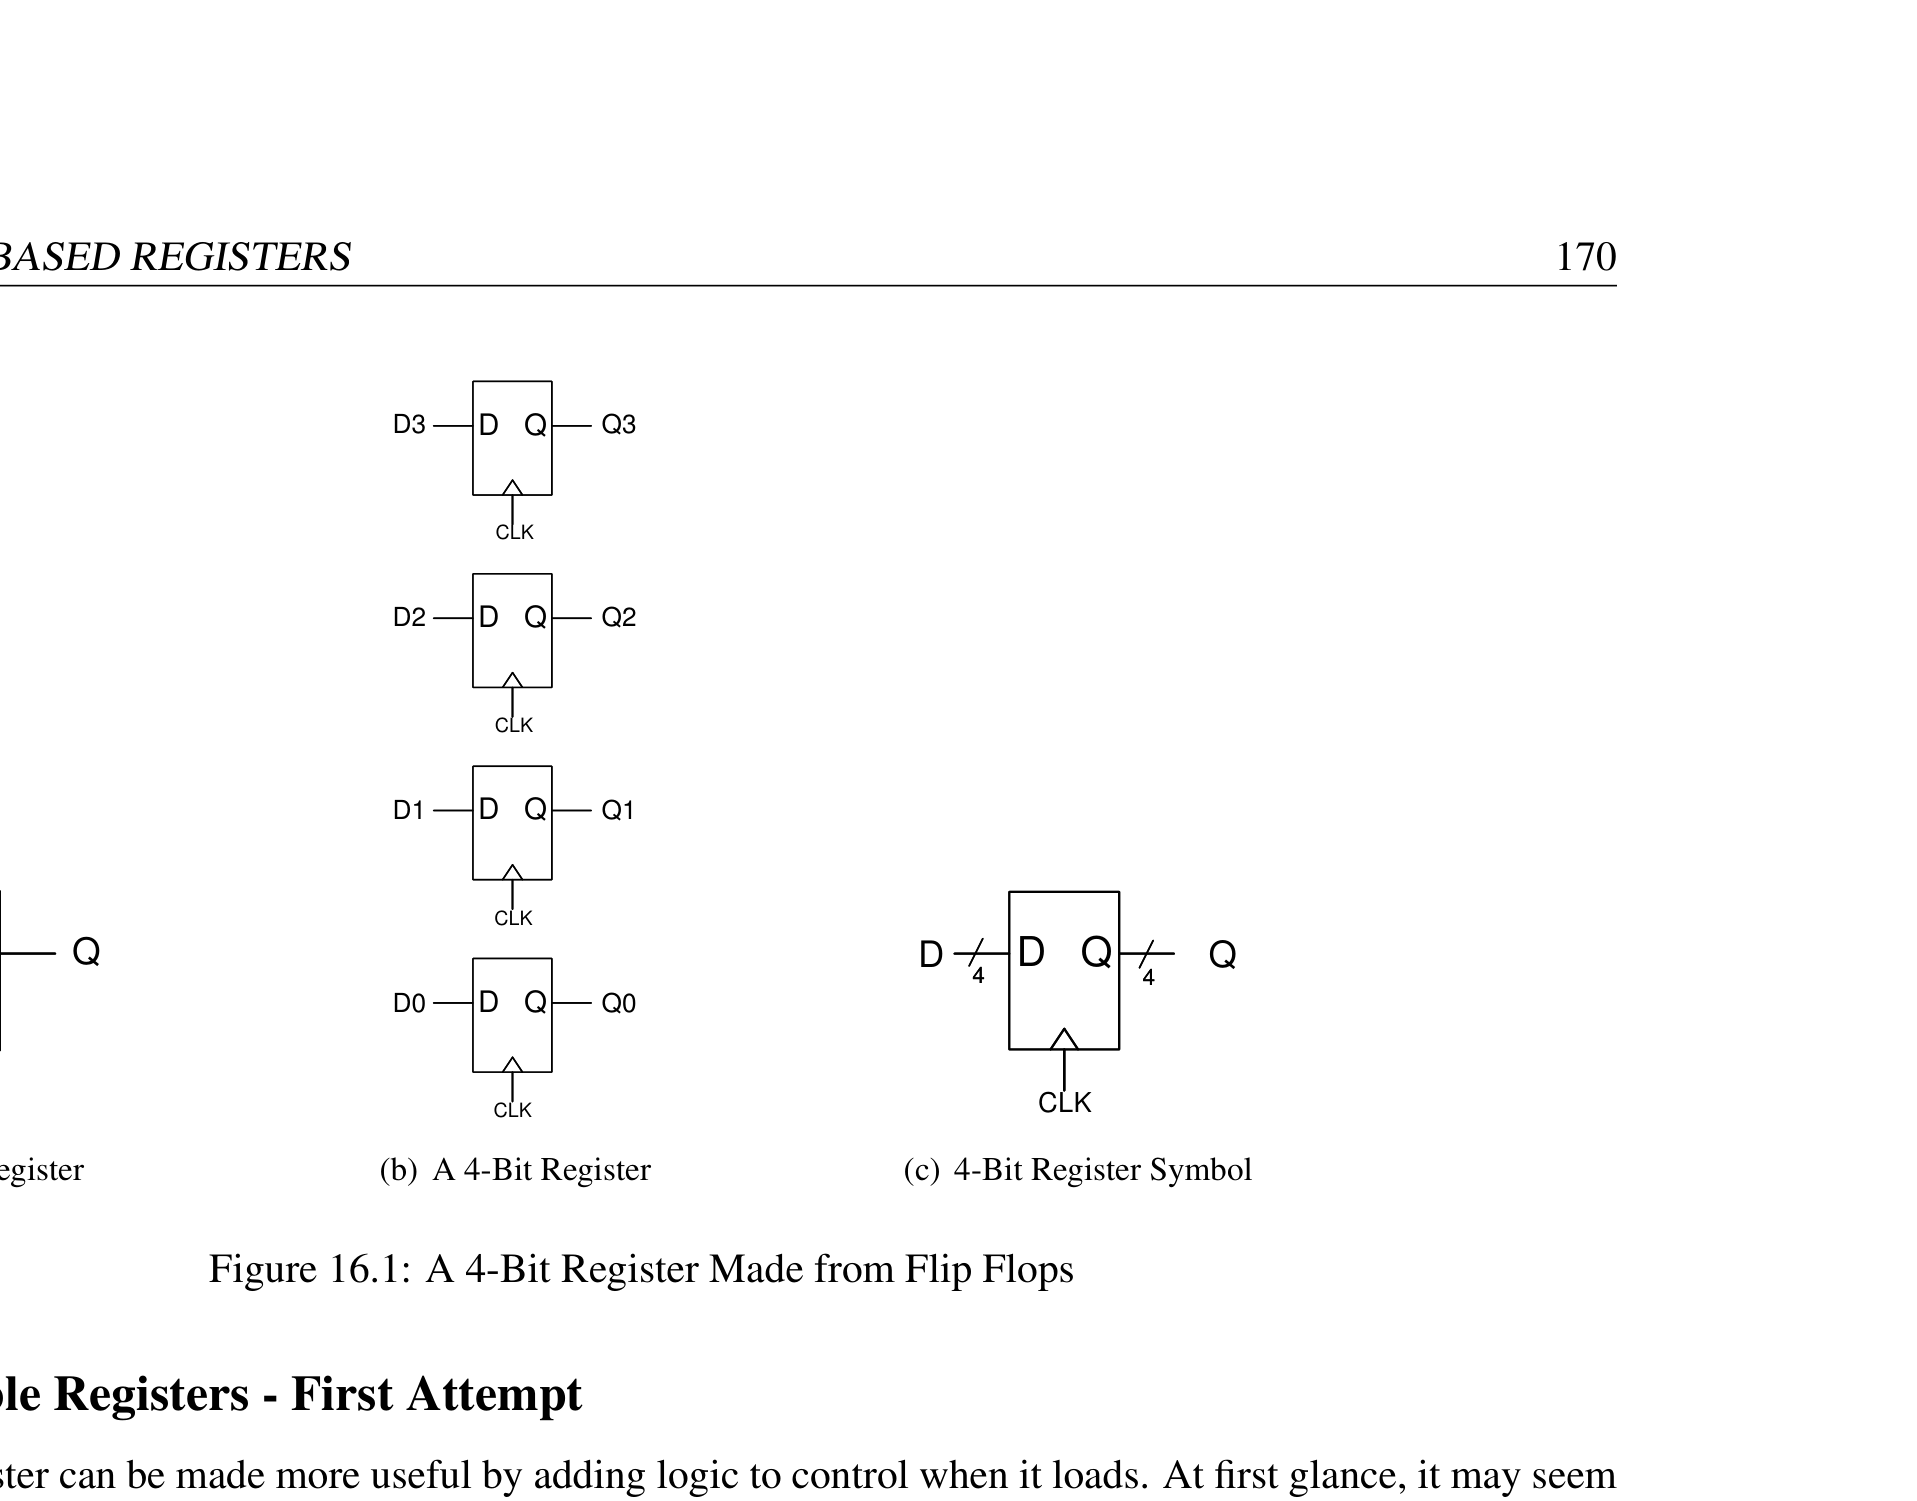 BASED REGISTERS 170
D3 D Q Q3
CLK
D2 D Q Q2
CLK
D1 D Q Q1
CLK
D0 D Q Q0
CLK
Q
D 4 D Q 4 Q
CLK
egister
(b) A 4-Bit Register
(c) 4-Bit Register Symbol
Figure 16.1: A 4-Bit Register Made from Flip Flops
ble Registers - First Attempt
ster can be made more useful by adding logic to control when it loads. At first glance, it may seem